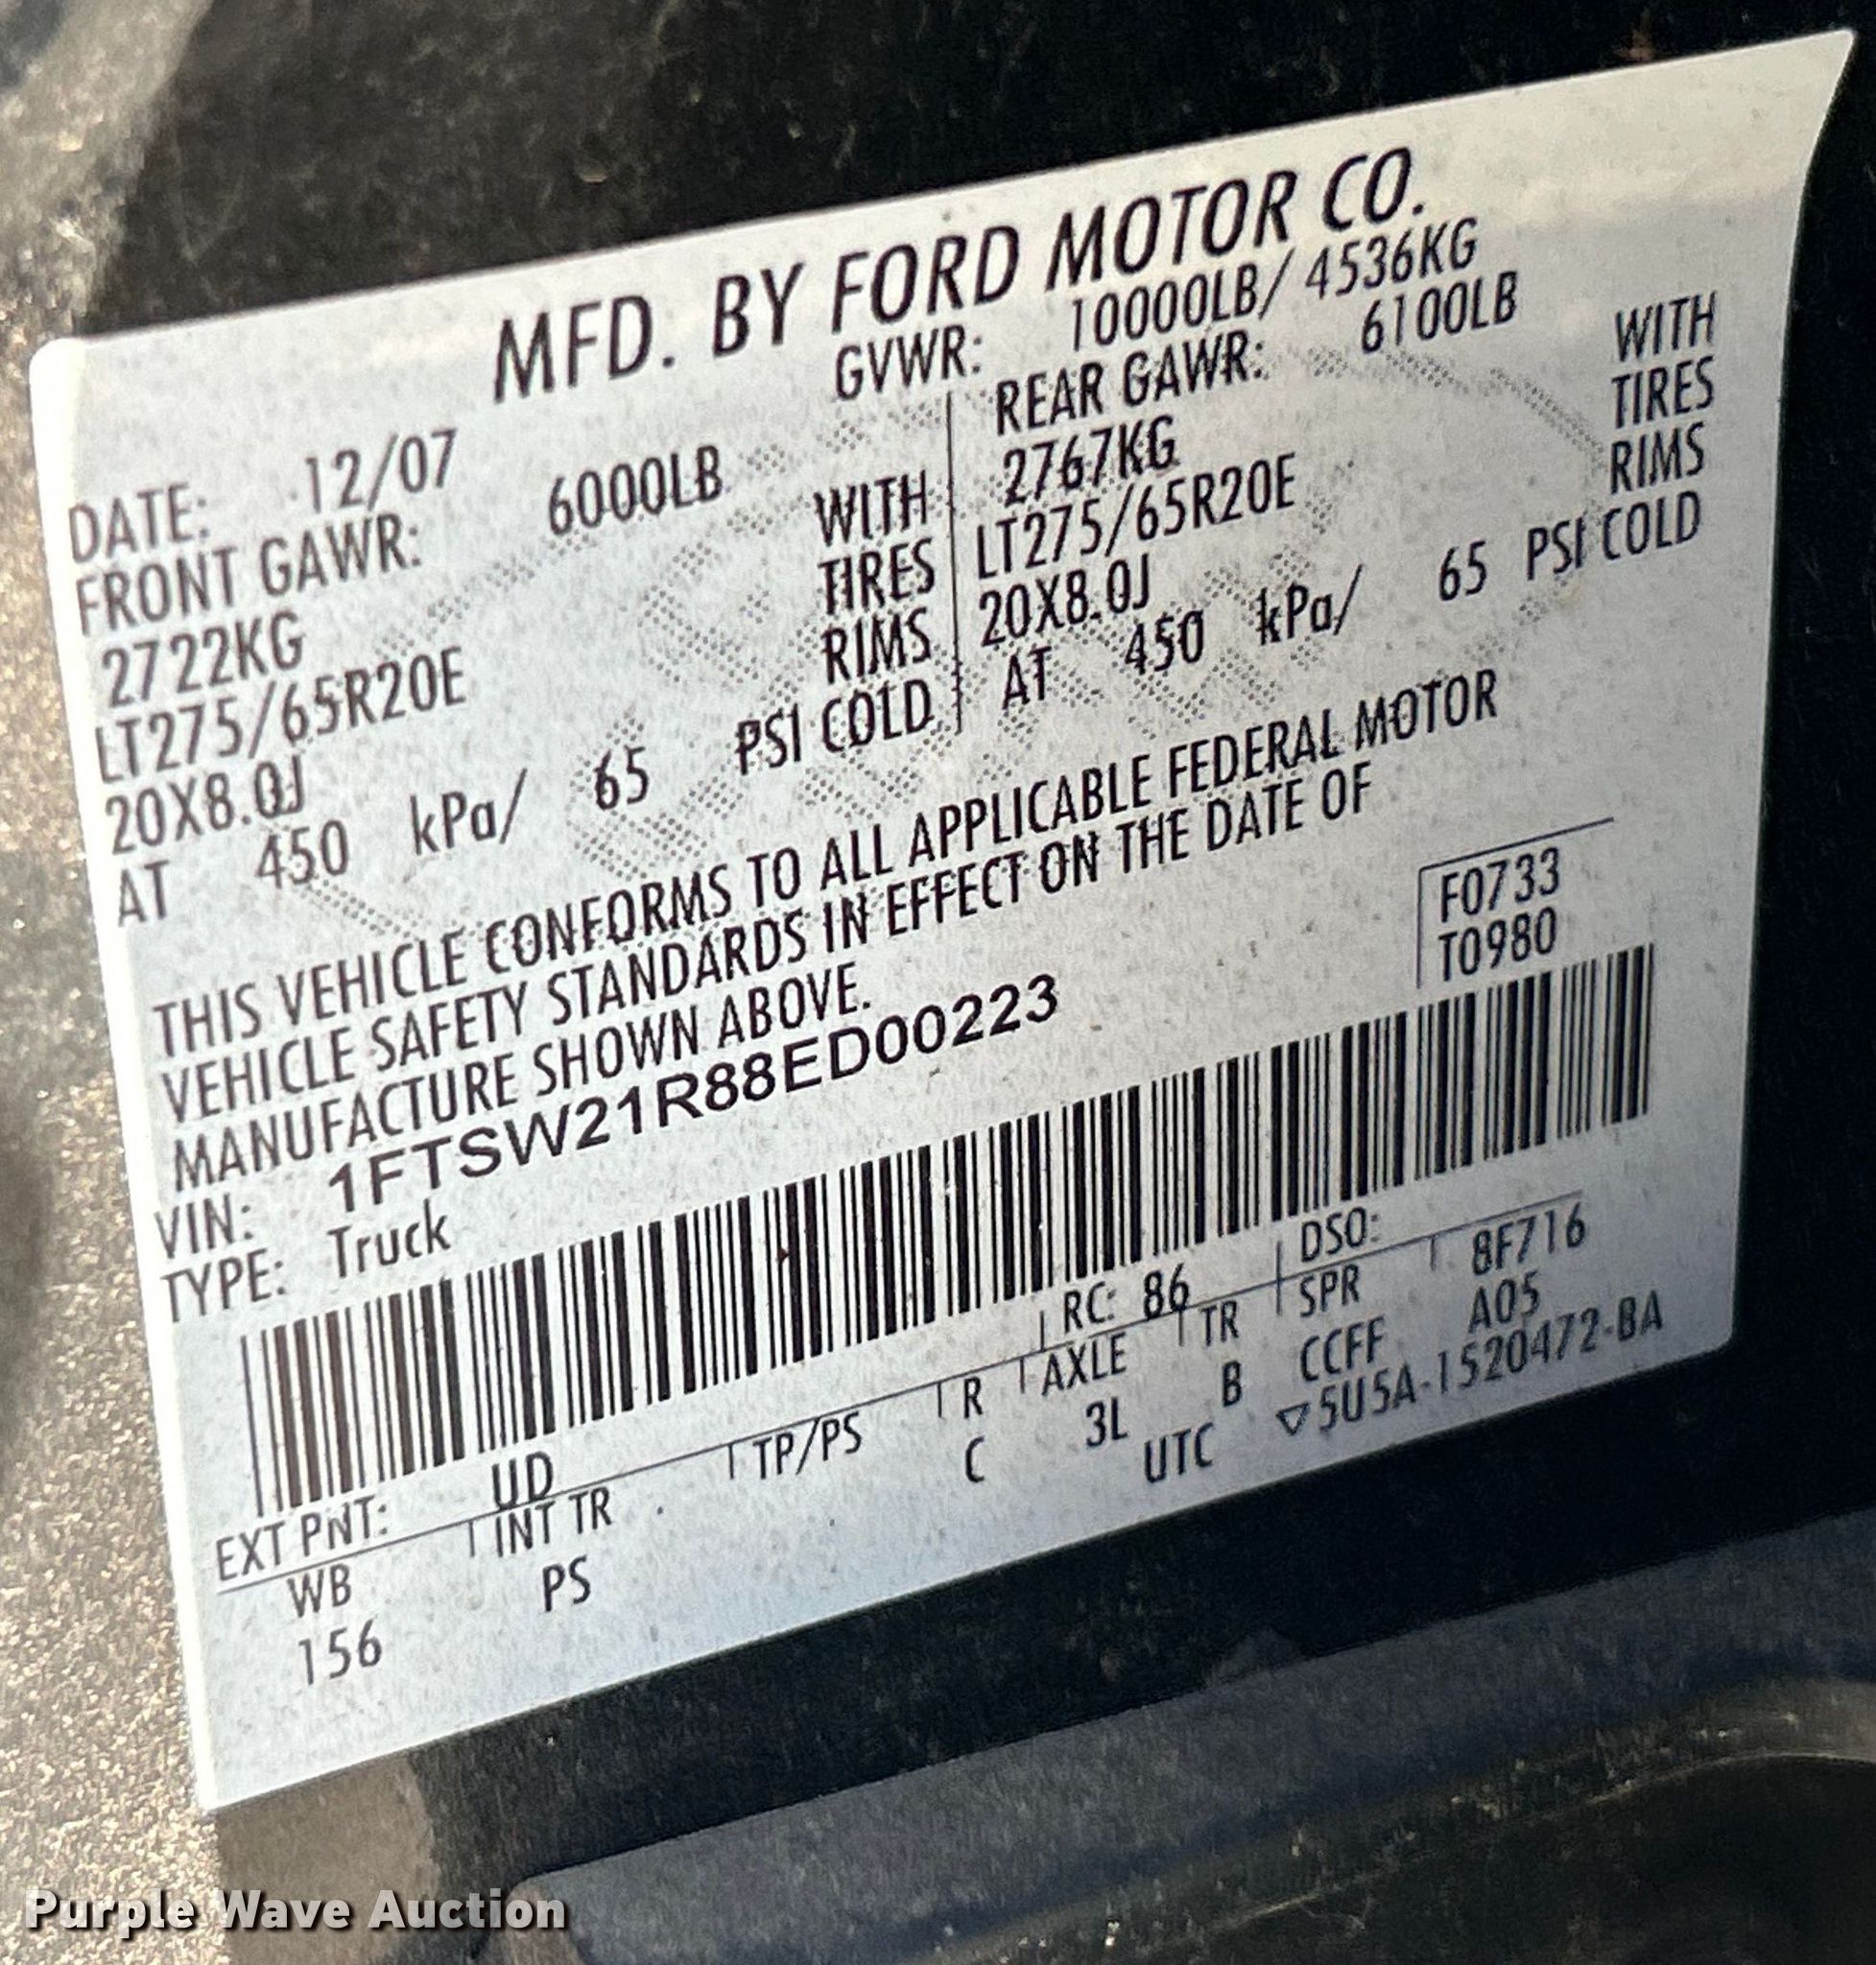 MFD. BY FORD MOTOR CO.
DATE: 12/07 GVWR: 10000LB/ 4536KG
FRONT GAWR: 6000LB REAR GAWR: 6100LB
2722KG WITH 2767KG WITH
LT275/65R20E TIRES LT275/65R20E TIRES
20X8.0J RIMS 20X8.0J RIMS
AT 450 kPa/ 65 PSI COLD AT 450 kPa/ 65 PSI COLD
THIS VEHICLE CONFORMS TO ALL APPLICABLE FEDERAL MOTOR
VEHICLE SAFETY STANDARDS IN EFFECT ON THE DATE OF
MANUFACTURE SHOWN ABOVE.
VIN: 1FTSW21R88ED00223 F0733
TYPE: Truck T0980
EXT PNT: UD RC: 86 DSO:
WB INT TR TP/PS R AXLE TR SPR 8F716
156 PS C 3L B CCFF A05
UTC ▽5U5A-1520472-BA
Purple Wave Auction